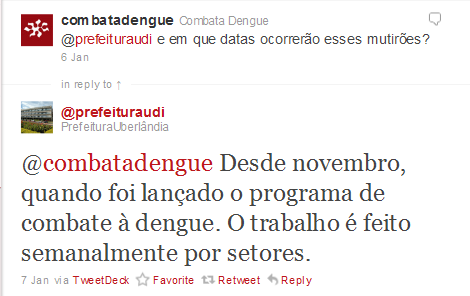 combatadengue Combata Dengue
@prefeituraudi e em que datas ocorrerão esses mutirões?
6 Jan
in reply to ↑
@prefeituraudi
PrefeituraUberlândia
@combatadengue Desde novembro,
quando foi lançado o programa de
combate à dengue. O trabalho é feito
semanalmente por setores.
7 Jan via TweetDeck Favorite Retweet Reply